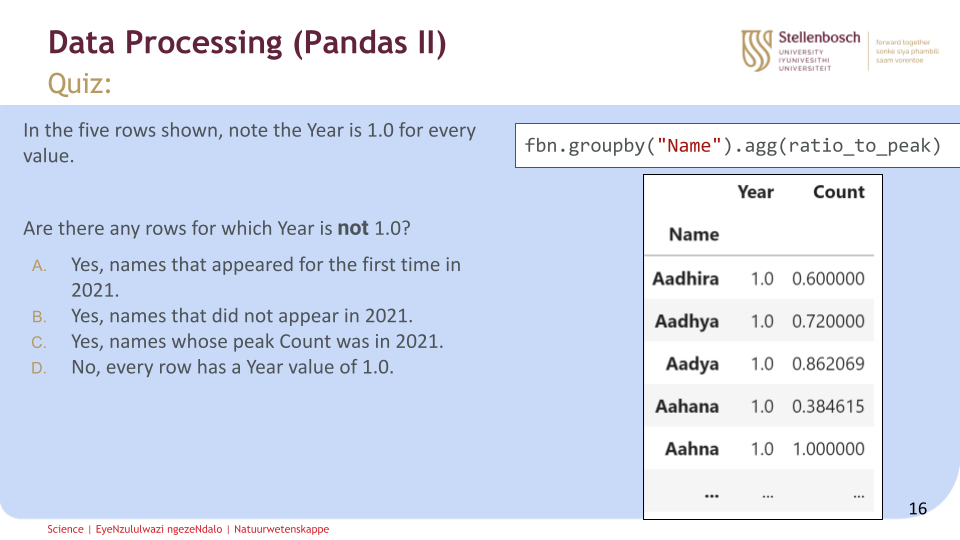 Data Processing (Pandas II)
Quiz:
Stellenbosch
UNIVERSITY
IYUNIVESITHI
UNIVERSITEIT
forward together
sonke siya phambili
saam vorentoe
In the five rows shown, note the Year is 1.0 for every
value.
Are there any rows for which Year is not 1.0?
A. Yes, names that appeared for the first time in
2021.
B. Yes, names that did not appear in 2021.
C. Yes, names whose peak Count was in 2021.
D. No, every row has a Year value of 1.0.
fbn.groupby("Name").agg(ratio_to_peak)
Year Count
Name
Aadhira 1.0 0.600000
Aadhya 1.0 0.720000
Aadya 1.0 0.862069
Aahana 1.0 0.384615
Aahna 1.0 1.000000
... ... ...
16
Science | EyeNzululwazi ngezeNdalo | Natuurwetenskappe